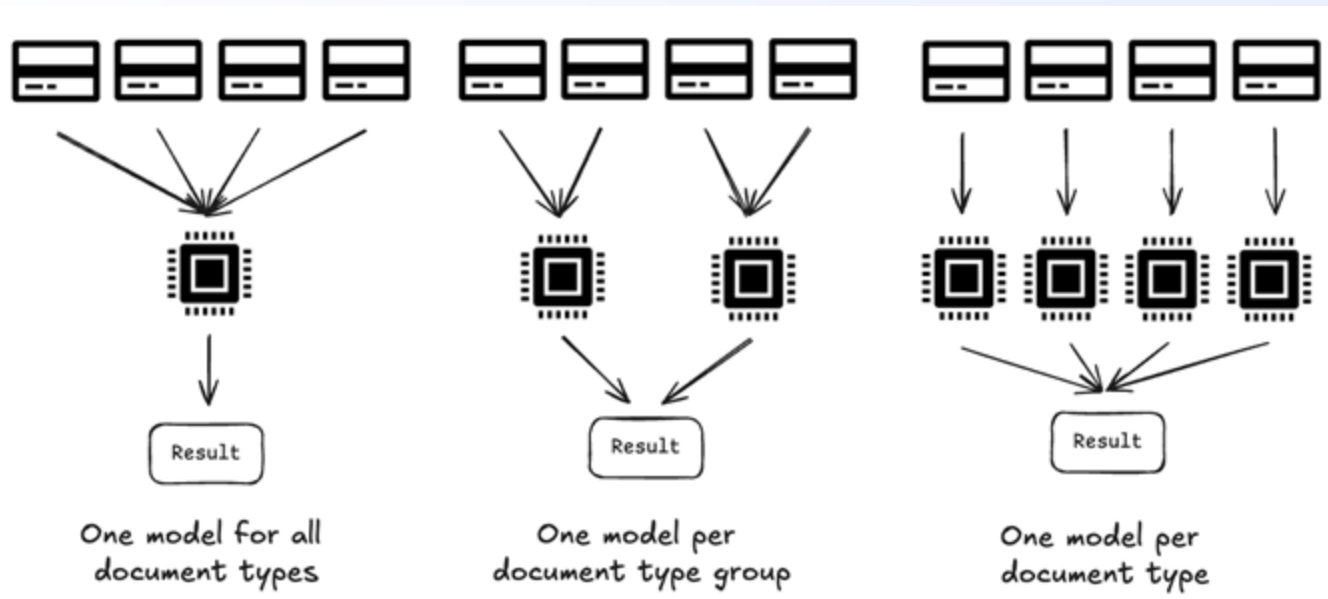 Result
Result
Result
One model for all
document types
One model per
document type group
One model per
document type